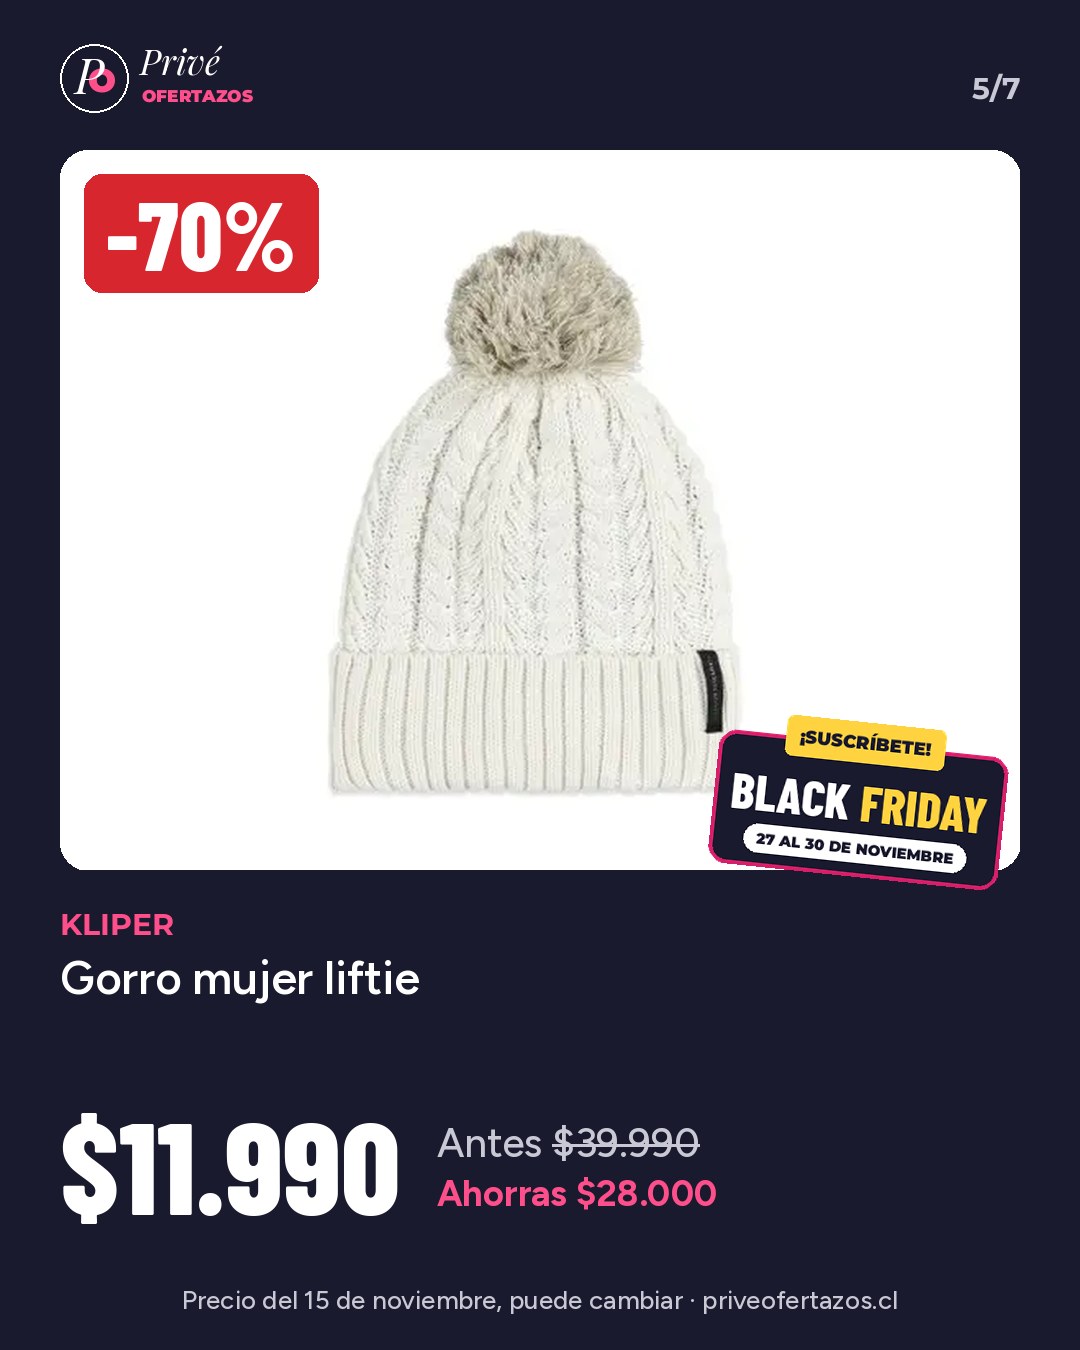 Po
Privé
OFERTAZOS
5/7
-70%
¡SUSCRÍBETE!
BLACK FRIDAY
27 AL 30 DE NOVIEMBRE
KLIPER
Gorro mujer liftie
$11.990
Antes $39.990
Ahorras $28.000
Precio del 15 de noviembre, puede cambiar · priveofertazos.cl